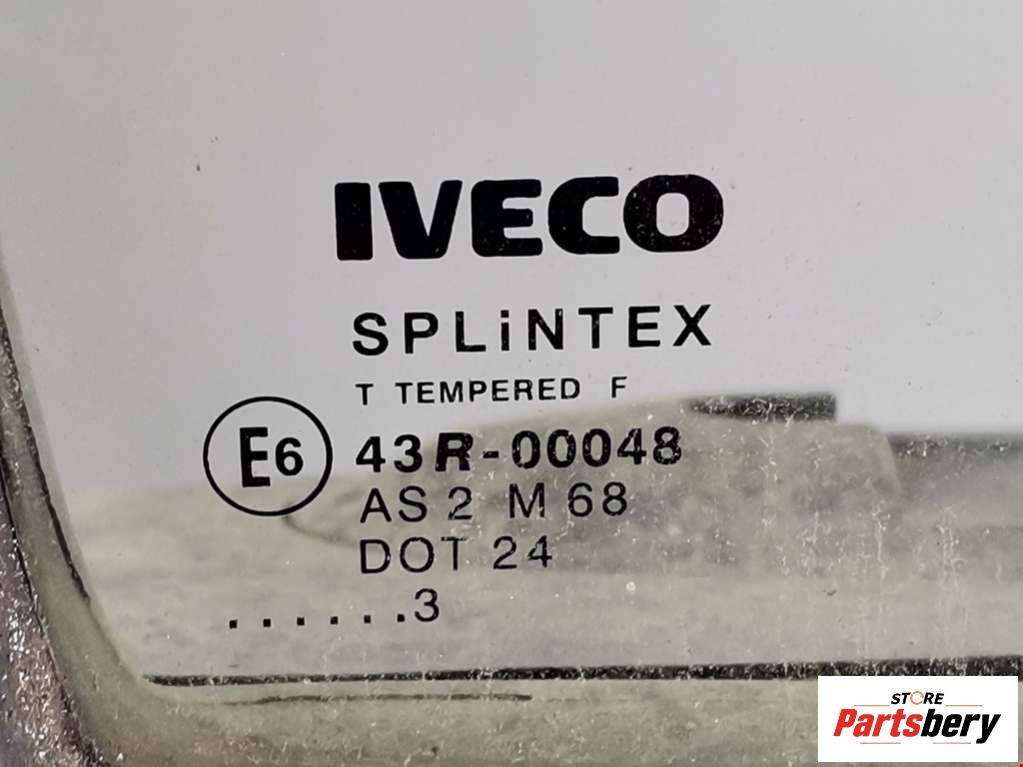 IVECO
SPLiNTEX
T TEMPERED F
E6 43R-00048
AS 2 M 68
DOT 24
......3
STORE
Partsbery